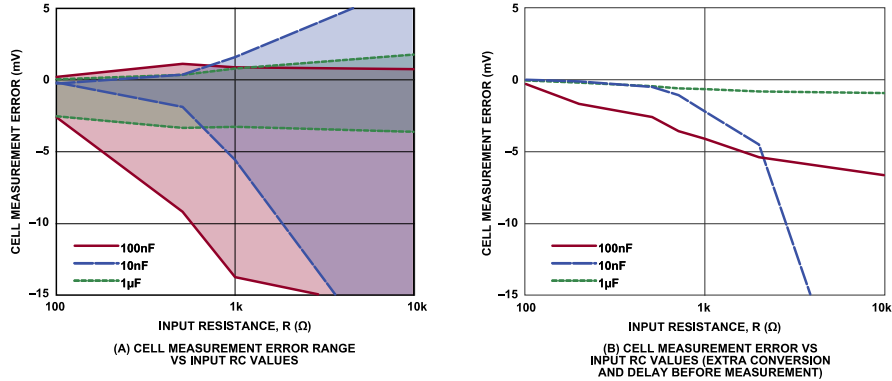 5
0
–5
–10
–15
CELL MEASUREMENT ERROR (mV)
100nF
10nF
1µF
100
1k
10k
INPUT RESISTANCE, R (Ω)
(A) CELL MEASUREMENT ERROR RANGE
VS INPUT RC VALUES
5
0
–5
–10
–15
CELL MEASUREMENT ERROR (mV)
100nF
10nF
1µF
100
1k
10k
INPUT RESISTANCE, R (Ω)
(B) CELL MEASUREMENT ERROR VS
INPUT RC VALUES (EXTRA CONVERSION
AND DELAY BEFORE MEASUREMENT)